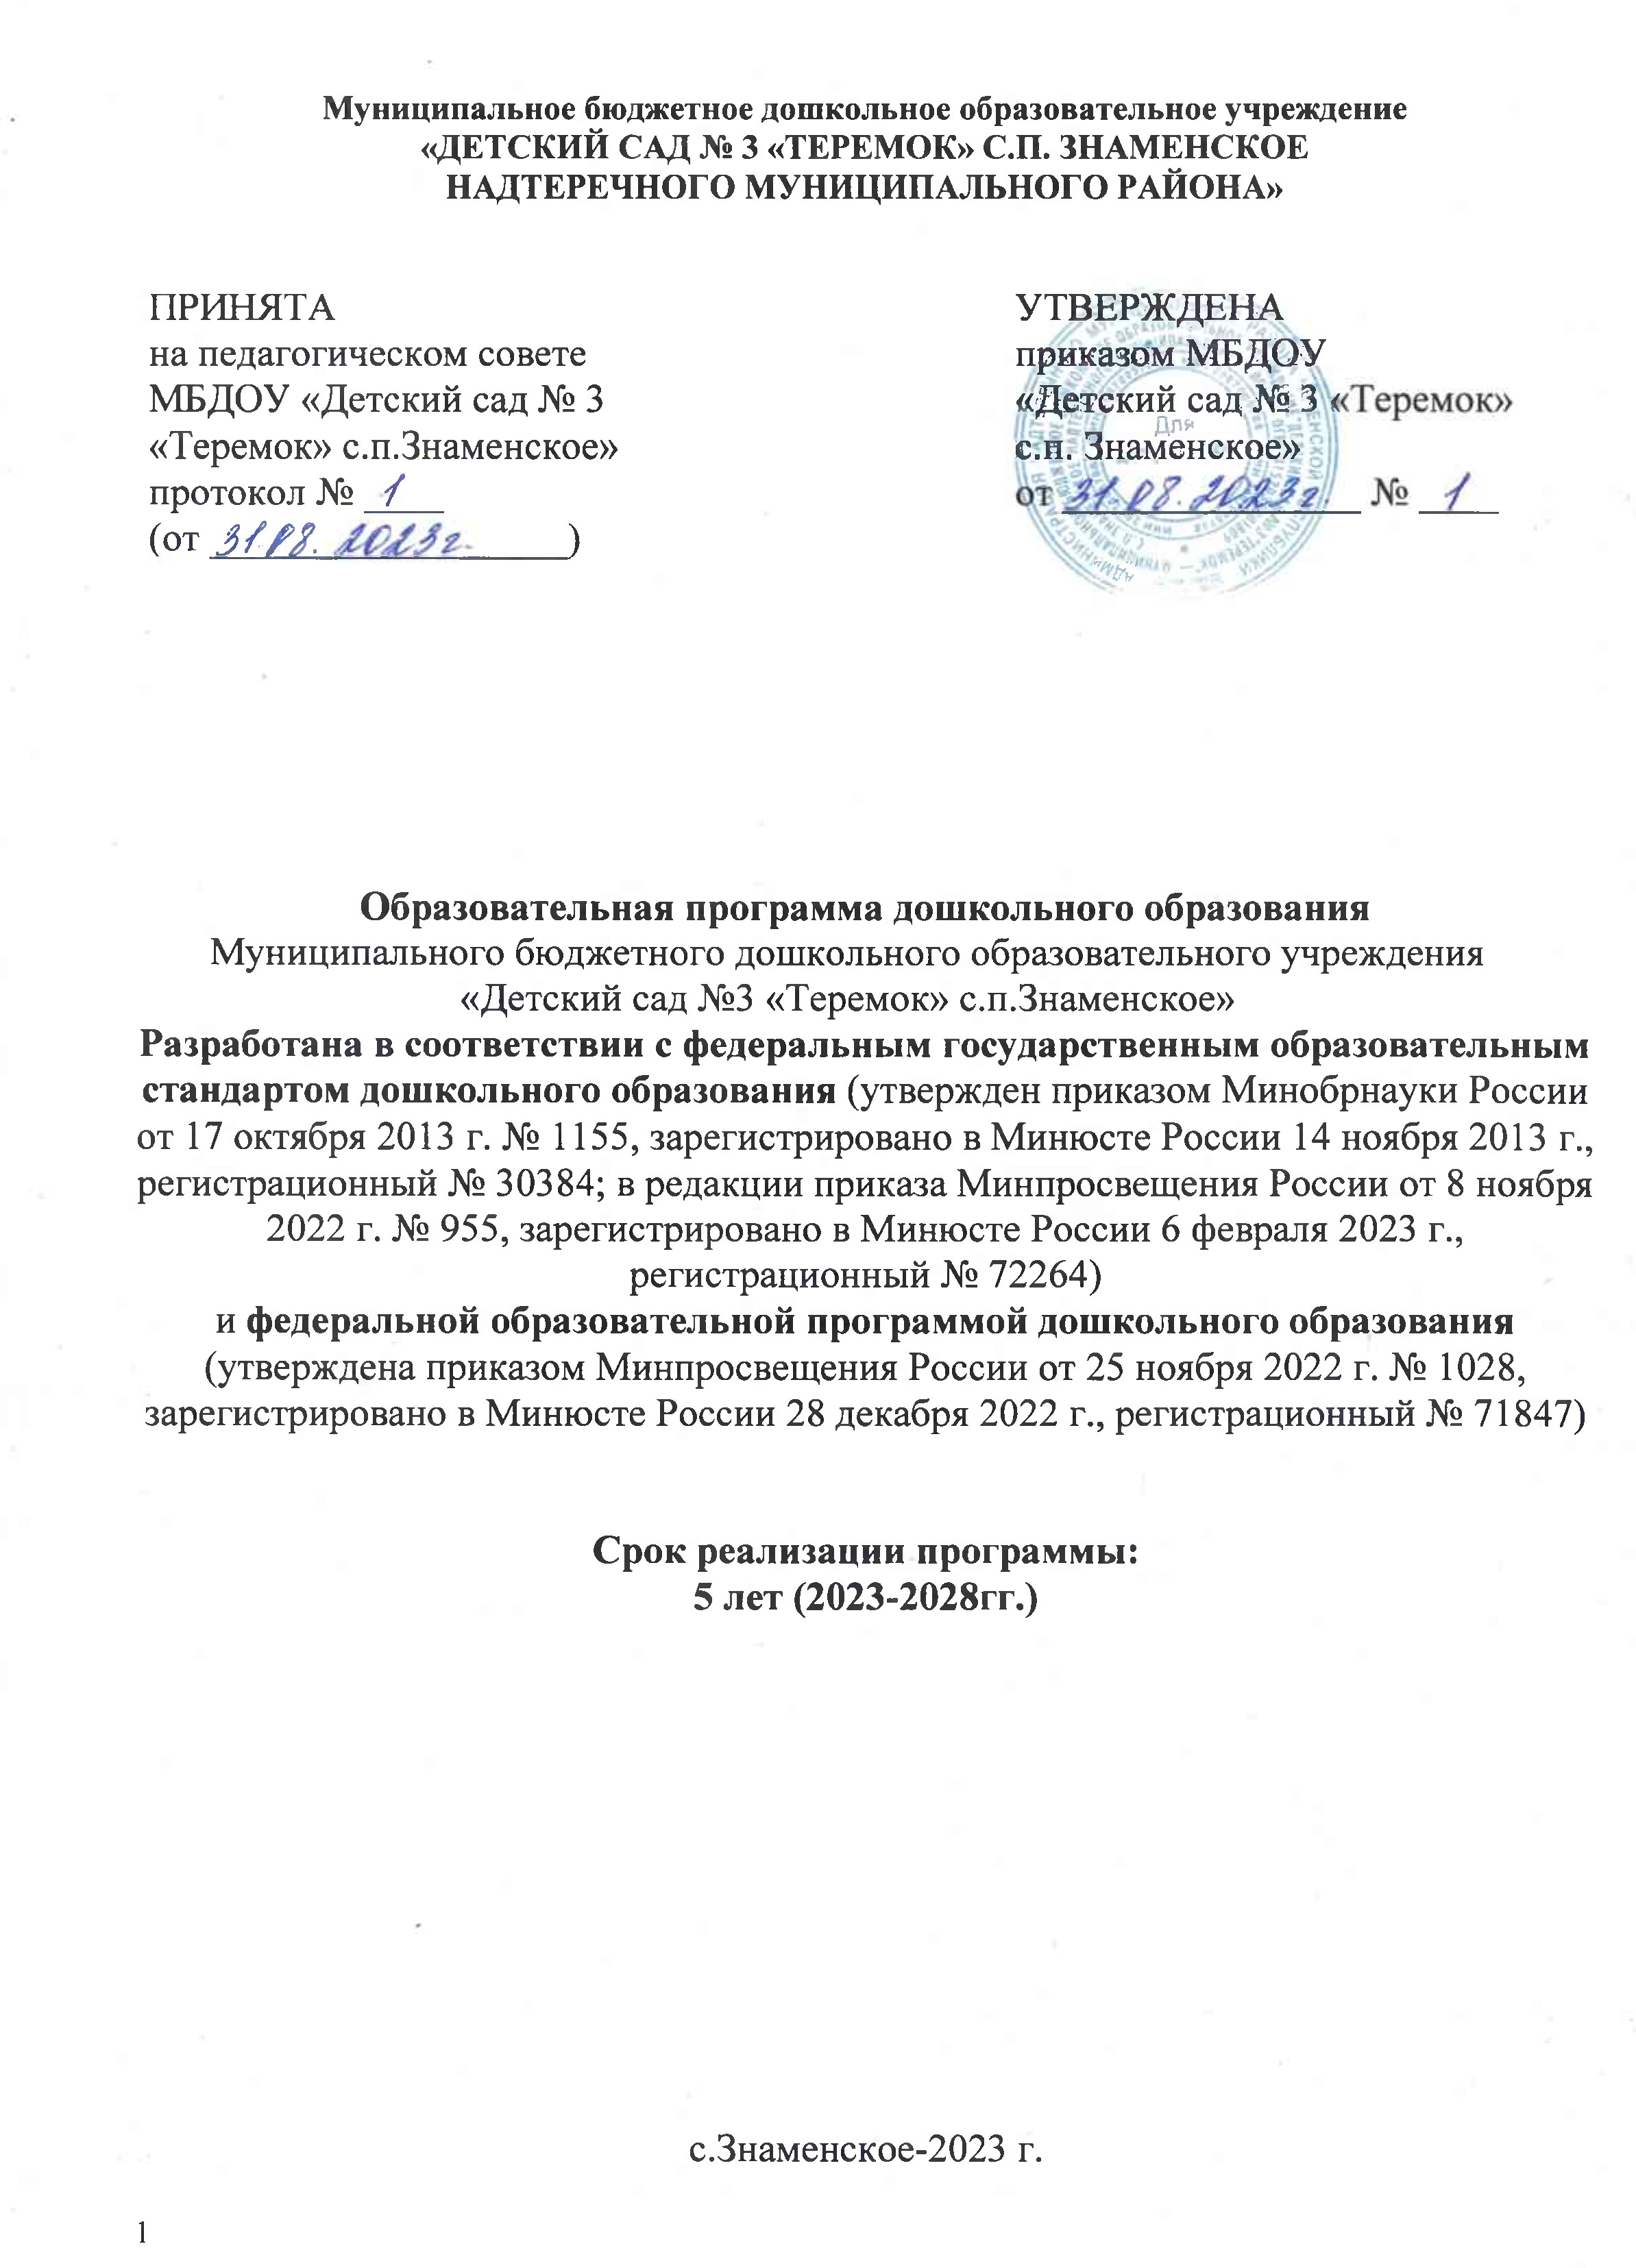 Муниципальное бюджетное дошкольное образовательное учреждение
«ДЕТСКИЙ САД № 3 «ТЕРЕМОК» С.П. ЗНАМЕНСКОЕ
НАДТЕРЕЧНОГО МУНИЦИПАЛЬНОГО РАЙОНА»
ПРИНЯТА
на педагогическом совете
МБДОУ «Детский сад № 3
«Теремок» с.п.Знаменское»
протокол № 1
(от 31.08. 2023г.)
УТВЕРЖДЕНА
приказом МБДОУ
«Детский сад № 3 «Теремок»
с.п. Знаменское»
от 31.08. 2023г. № 1
Для
Образовательная программа дошкольного образования
Муниципального бюджетного дошкольного образовательного учреждения
«Детский сад №3 «Теремок» с.п.Знаменское»
Разработана в соответствии с федеральным государственным образовательным
стандартом дошкольного образования (утвержден приказом Минобрнауки России
от 17 октября 2013 г. № 1155, зарегистрировано в Минюсте России 14 ноября 2013 г.,
регистрационный № 30384; в редакции приказа Минпросвещения России от 8 ноября
2022 г. № 955, зарегистрировано в Минюсте России 6 февраля 2023 г.,
регистрационный № 72264)
и федеральной образовательной программой дошкольного образования
(утверждена приказом Минпросвещения России от 25 ноября 2022 г. № 1028,
зарегистрировано в Минюсте России 28 декабря 2022 г., регистрационный № 71847)
Срок реализации программы:
5 лет (2023-2028гг.)
с.Знаменское-2023 г.
1